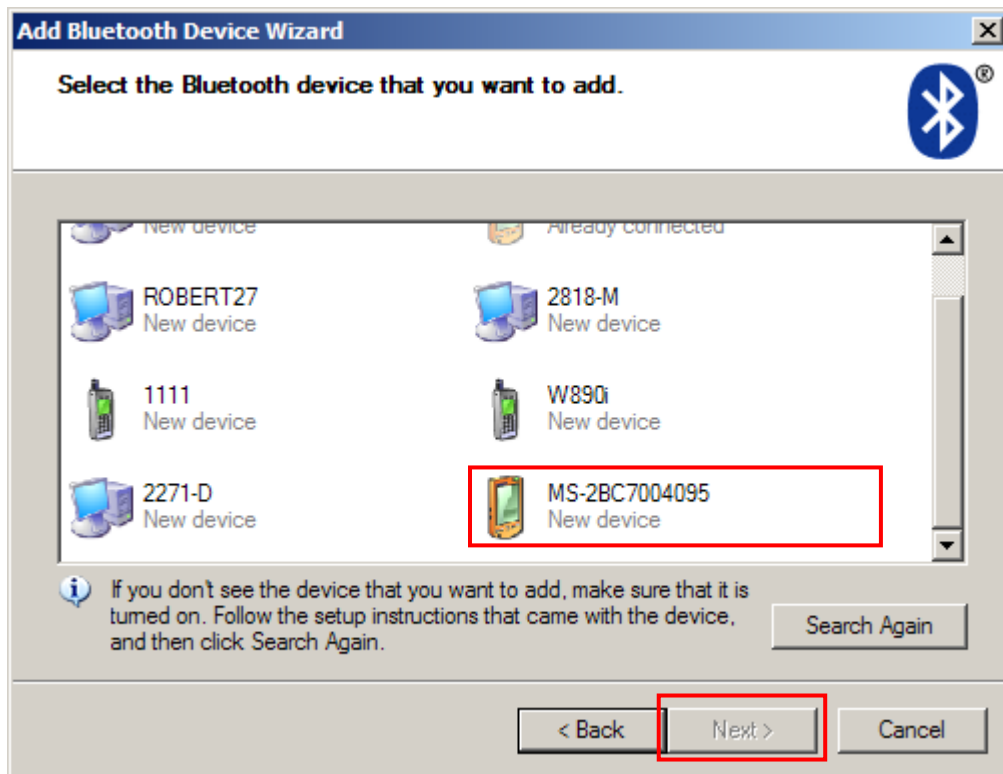 Add Bluetooth Device Wizard
Select the Bluetooth device that you want to add.
®
New device
Already connected
ROBERT27
New device
2818-M
New device
1111
New device
W890i
New device
2271-D
New device
MS-2BC7004095
New device
If you don't see the device that you want to add, make sure that it is
turned on. Follow the setup instructions that came with the device,
and then click Search Again.
Search Again
< Back
Next >
Cancel